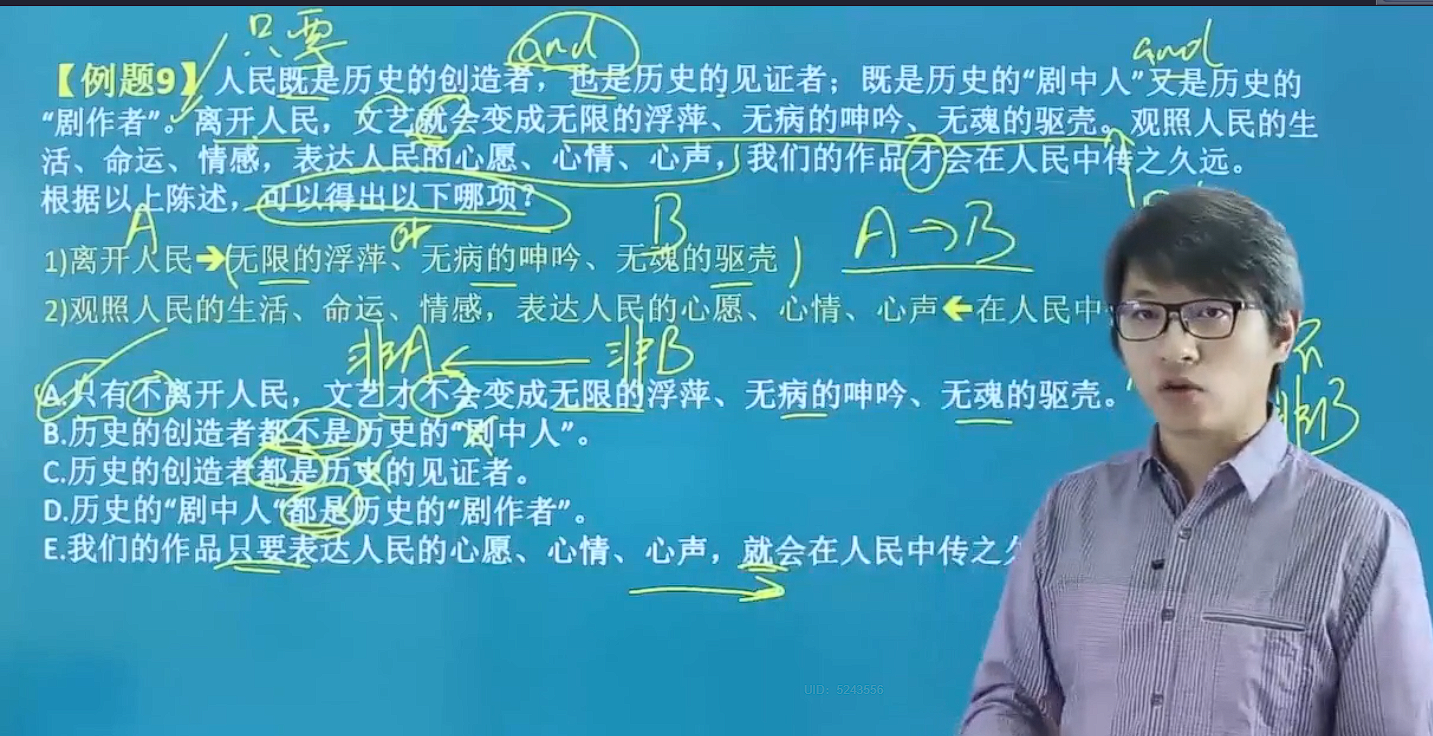 只要 and and
【例题9】人民既是历史的创造者，也是历史的见证者；既是历史的“剧中人”又是历史的
“剧作者”。离开人民，文艺就会变成无限的浮萍、无病的呻吟、无魂的驱壳。观照人民的生
活、命运、情感，表达人民的心愿、心情、心声，我们的作品才会在人民中传之久远。
根据以上陈述，可以得出以下哪项？
A or B A→B
1)离开人民→(无限的浮萍、无病的呻吟、无魂的驱壳)
2)观照人民的生活、命运、情感，表达人民的心愿、心情、心声←在人民中
非A ← 非B
A.只有不离开人民，文艺才不会变成无限的浮萍、无病的呻吟、无魂的驱壳。
非B
B.历史的创造者都不是历史的“剧中人”。
C.历史的创造者都是历史的见证者。
D.历史的“剧中人“都是历史的“剧作者”。
E.我们的作品只要表达人民的心愿、心情、心声，就会在人民中传之
UID: 5243556